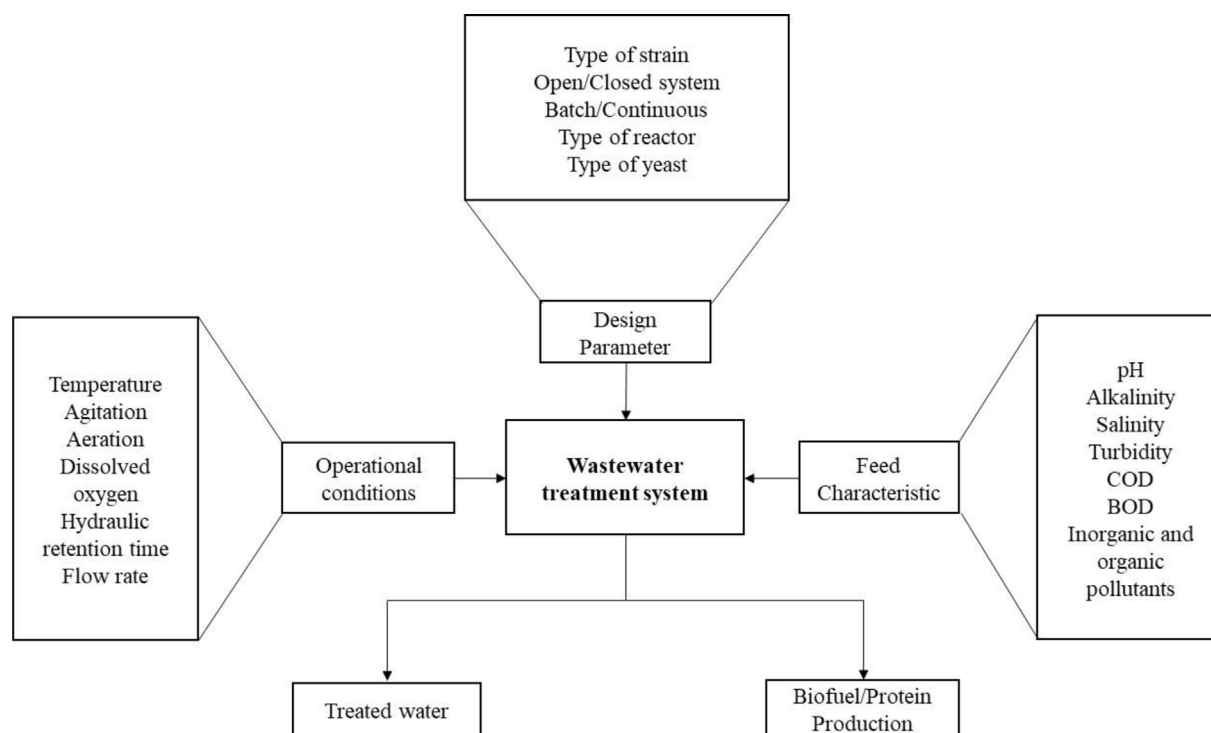 Type of strain
Open/Closed system
Batch/Continuous
Type of reactor
Type of yeast
Design
Parameter
Temperature
Agitation
Aeration
Dissolved
oxygen
Hydraulic
retention time
Flow rate
Operational
conditions
Wastewater
treatment system
Feed
Characteristic
pH
Alkalinity
Salinity
Turbidity
COD
BOD
Inorganic and
organic
pollutants
Treated water
Biofuel/Protein
Production